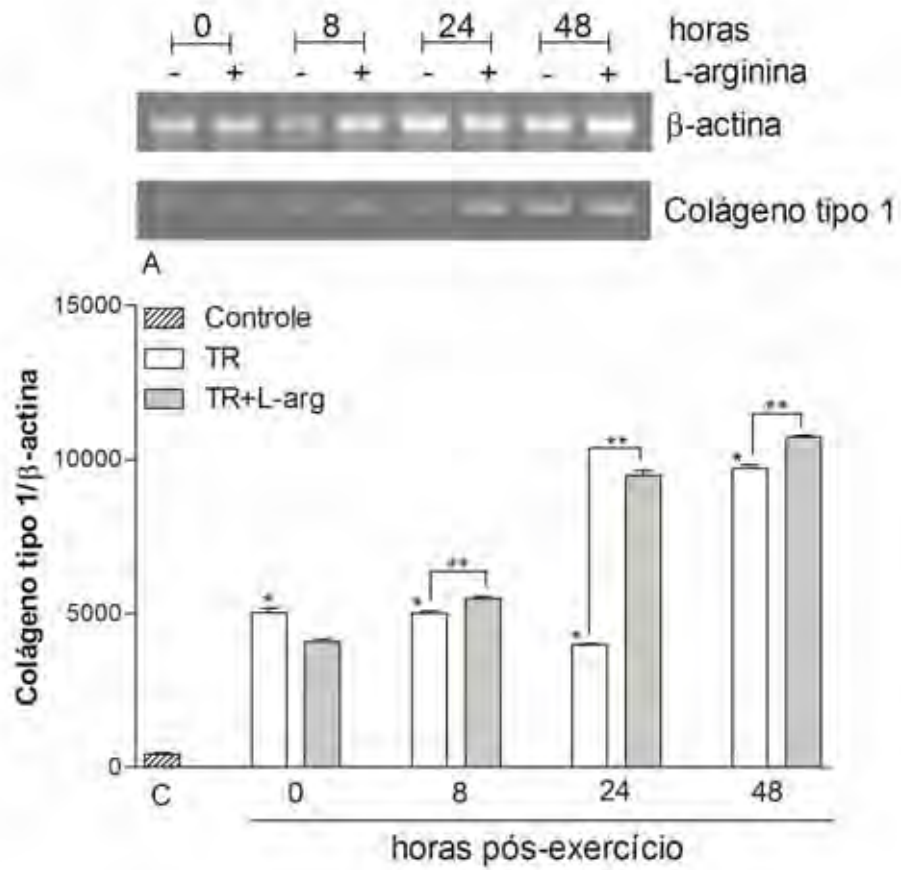 0 8 24 48 horas
- + - + - + - + L-arginina
β-actina
Colágeno tipo 1
A
15000
Controle
TR
TR+L-arg
Colágeno tipo 1/β-actina
10000
5000
0
* * ** * ** * **
C 0 8 24 48
horas pós-exercício